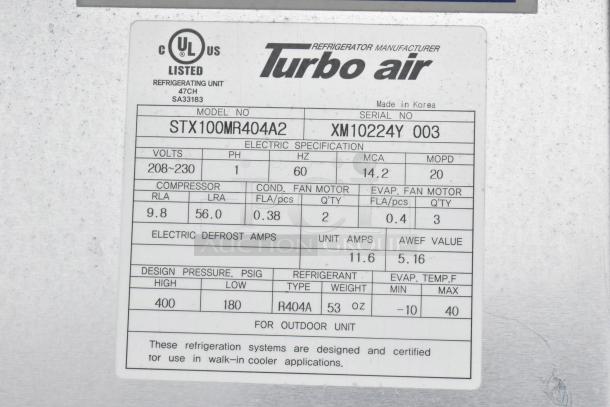 C UL US
LISTED
REFRIGERATING UNIT
47CH
SA33183
REFRIGERATOR MANUFACTURER
Turbo air
Made in Korea
MODEL NO SERIAL NO
STX100MR404A2 XM10224Y 003
ELECTRIC SPECIFICATION
VOLTS PH HZ MCA MOPD
208~230 1 60 14.2 20
COMPRESSOR COND. FAN MOTOR EVAP. FAN MOTOR
RLA LRA FLA/pcs Q'TY FLA/pcs Q'TY
9.8 56.0 0.38 2 0.4 3
ELECTRIC DEFROST AMPS UNIT AMPS AWEF VALUE
11.6 5.16
DESIGN PRESSURE, PSIG REFRIGERANT EVAP. TEMP.F
HIGH LOW TYPE WEIGHT MIN MAX
400 180 R404A 53 OZ -10 40
FOR OUTDOOR UNIT
These refrigeration systems are designed and certified
for use in walk-in cooler applications.